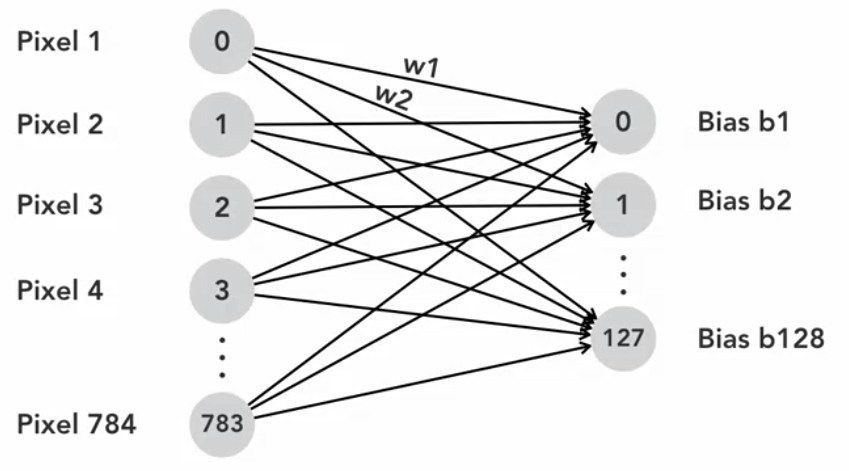 Pixel 1
0
w1
w2
Pixel 2
1
0
Bias b1
Pixel 3
2
1
Bias b2
Pixel 4
3
127
Bias b128
Pixel 784
783